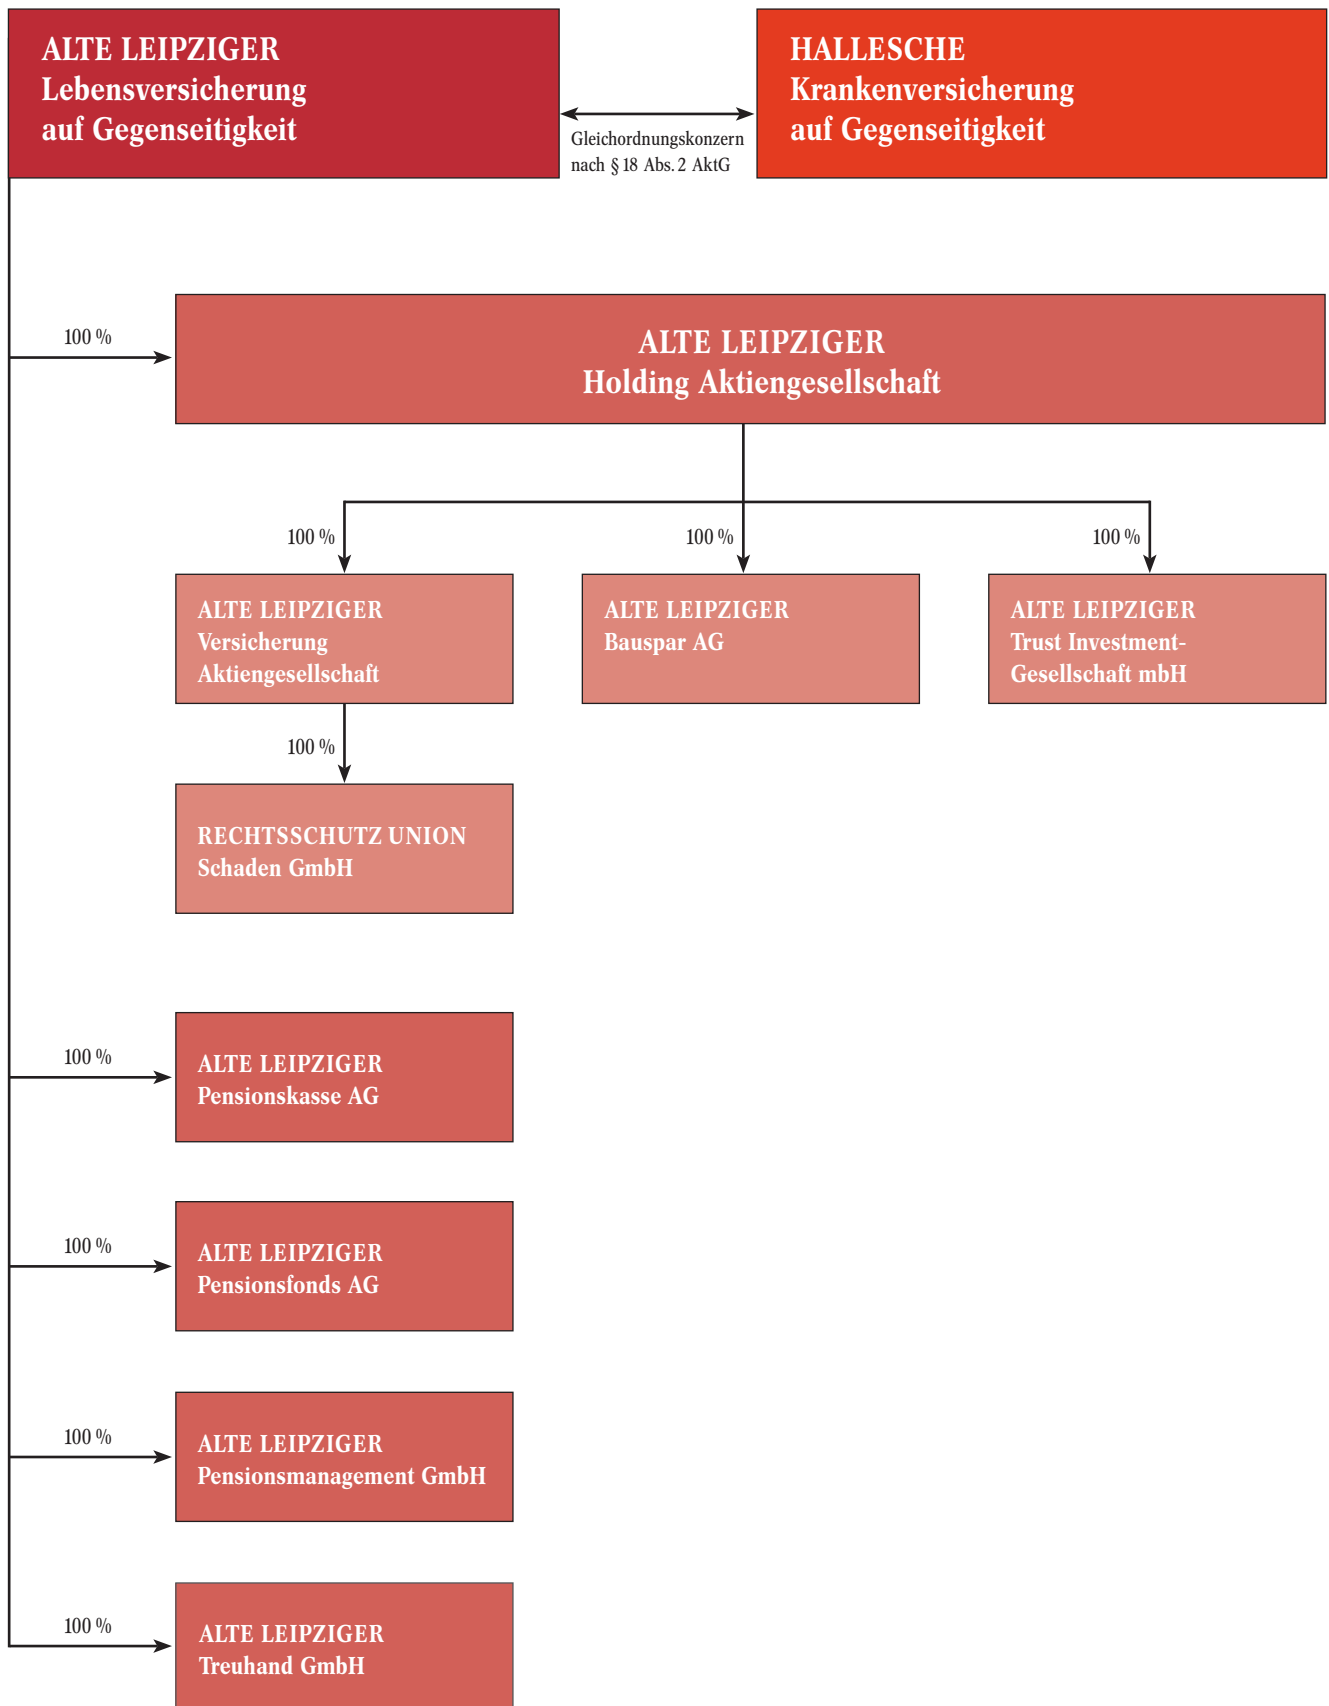 ALTE LEIPZIGER
Lebensversicherung
auf Gegenseitigkeit
Gleichordnungskonzern
nach § 18 Abs. 2 AktG
HALLESCHE
Krankenversicherung
auf Gegenseitigkeit
100 %
ALTE LEIPZIGER
Holding Aktiengesellschaft
100 %
100 %
100 %
ALTE LEIPZIGER
Versicherung
Aktiengesellschaft
ALTE LEIPZIGER
Bauspar AG
ALTE LEIPZIGER
Trust Investment-
Gesellschaft mbH
100 %
RECHTSSCHUTZ UNION
Schaden GmbH
100 %
ALTE LEIPZIGER
Pensionskasse AG
100 %
ALTE LEIPZIGER
Pensionsfonds AG
100 %
ALTE LEIPZIGER
Pensionsmanagement GmbH
100 %
ALTE LEIPZIGER
Treuhand GmbH